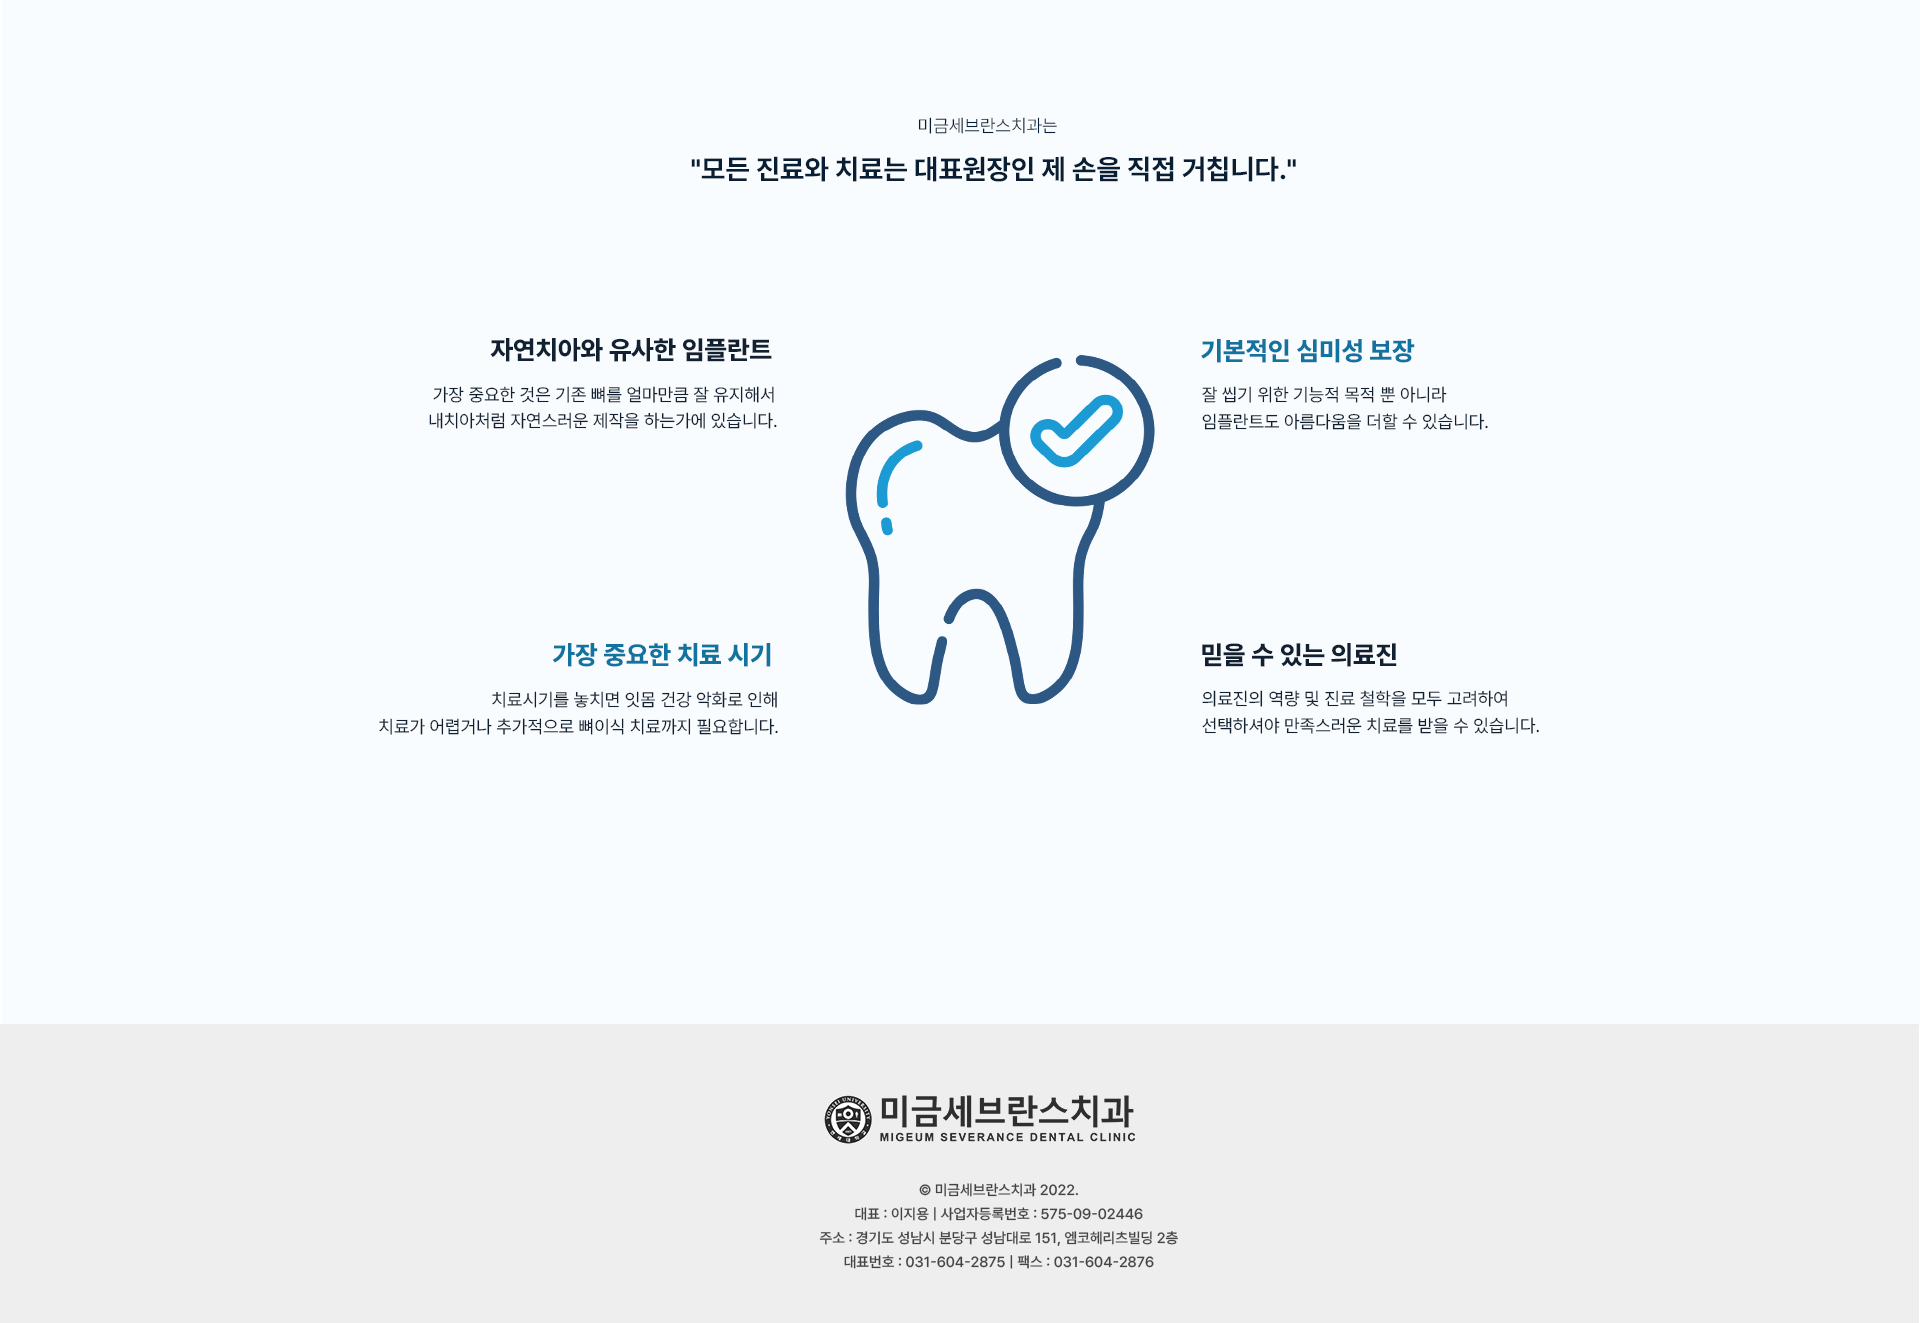 미금세브란스치과는
"모든 진료와 치료는 대표원장인 제 손을 직접 거칩니다."
자연치아와 유사한 임플란트
가장 중요한 것은 기존 뼈를 얼마만큼 잘 유지해서
내치아처럼 자연스러운 제작을 하는가에 있습니다.
기본적인 심미성 보장
잘 씹기 위한 기능적 목적 뿐 아니라
임플란트도 아름다움을 더할 수 있습니다.
가장 중요한 치료 시기
치료시기를 놓치면 잇몸 건강 악화로 인해
치료가 어렵거나 추가적으로 뼈이식 치료까지 필요합니다.
믿을 수 있는 의료진
의료진의 역량 및 진료 철학을 모두 고려하여
선택하셔야 만족스러운 치료를 받을 수 있습니다.
미금세브란스치과
MIGEUM SEVERANCE DENTAL CLINIC
© 미금세브란스치과 2022.
대표 : 이지용 | 사업자등록번호 : 575-09-02446
주소 : 경기도 성남시 분당구 성남대로 151, 엠코헤리츠빌딩 2층
대표번호 : 031-604-2875 | 팩스 : 031-604-2876